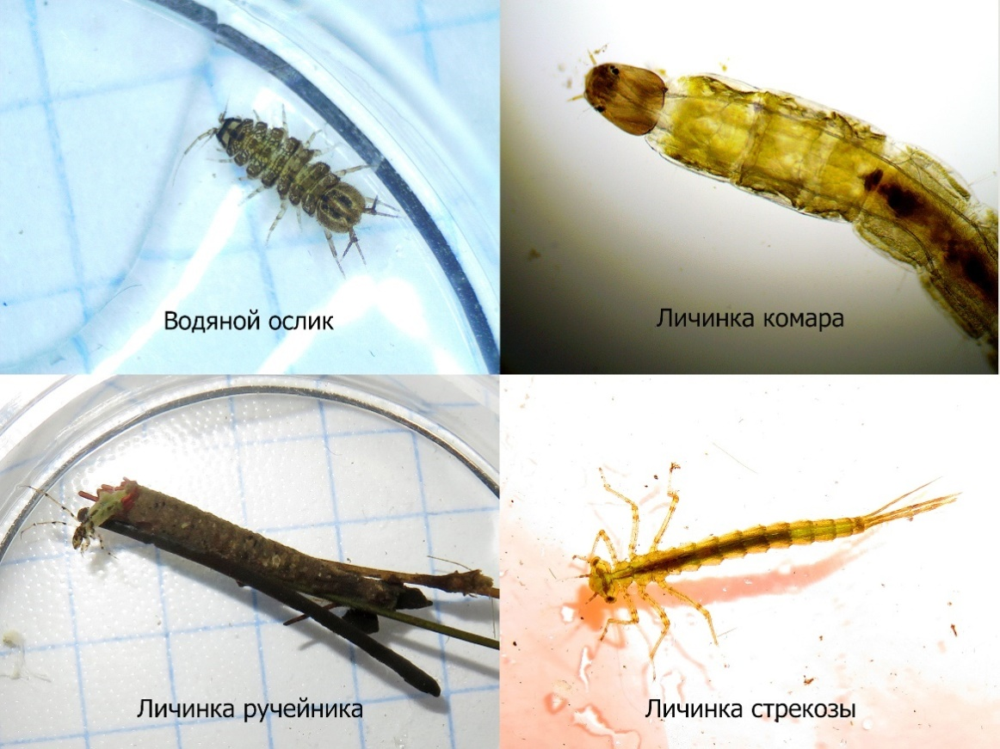 Водяной ослик
Личинка комара
Личинка ручейника
Личинка стрекозы